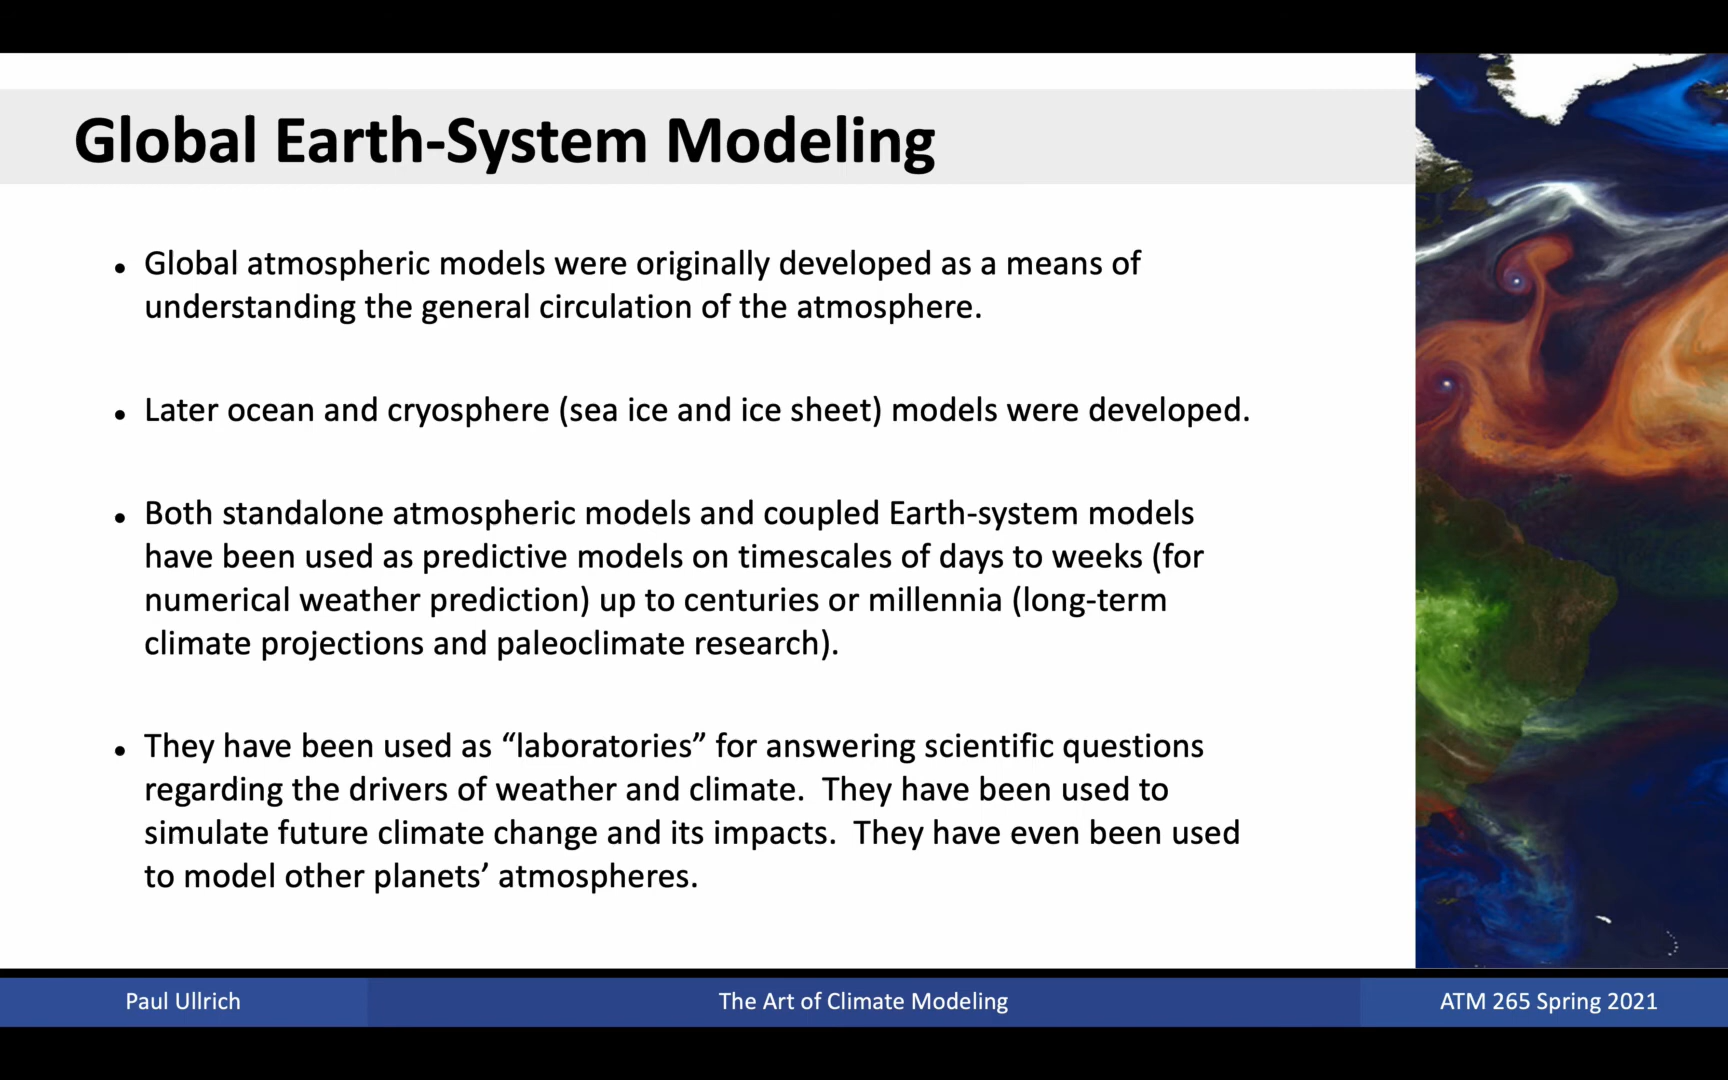 Global Earth-System Modeling
• Global atmospheric models were originally developed as a means of
understanding the general circulation of the atmosphere.
• Later ocean and cryosphere (sea ice and ice sheet) models were developed.
• Both standalone atmospheric models and coupled Earth-system models
have been used as predictive models on timescales of days to weeks (for
numerical weather prediction) up to centuries or millennia (long-term
climate projections and paleoclimate research).
• They have been used as “laboratories” for answering scientific questions
regarding the drivers of weather and climate.  They have been used to
simulate future climate change and its impacts.  They have even been used
to model other planets’ atmospheres.
Paul Ullrich
The Art of Climate Modeling
ATM 265 Spring 2021